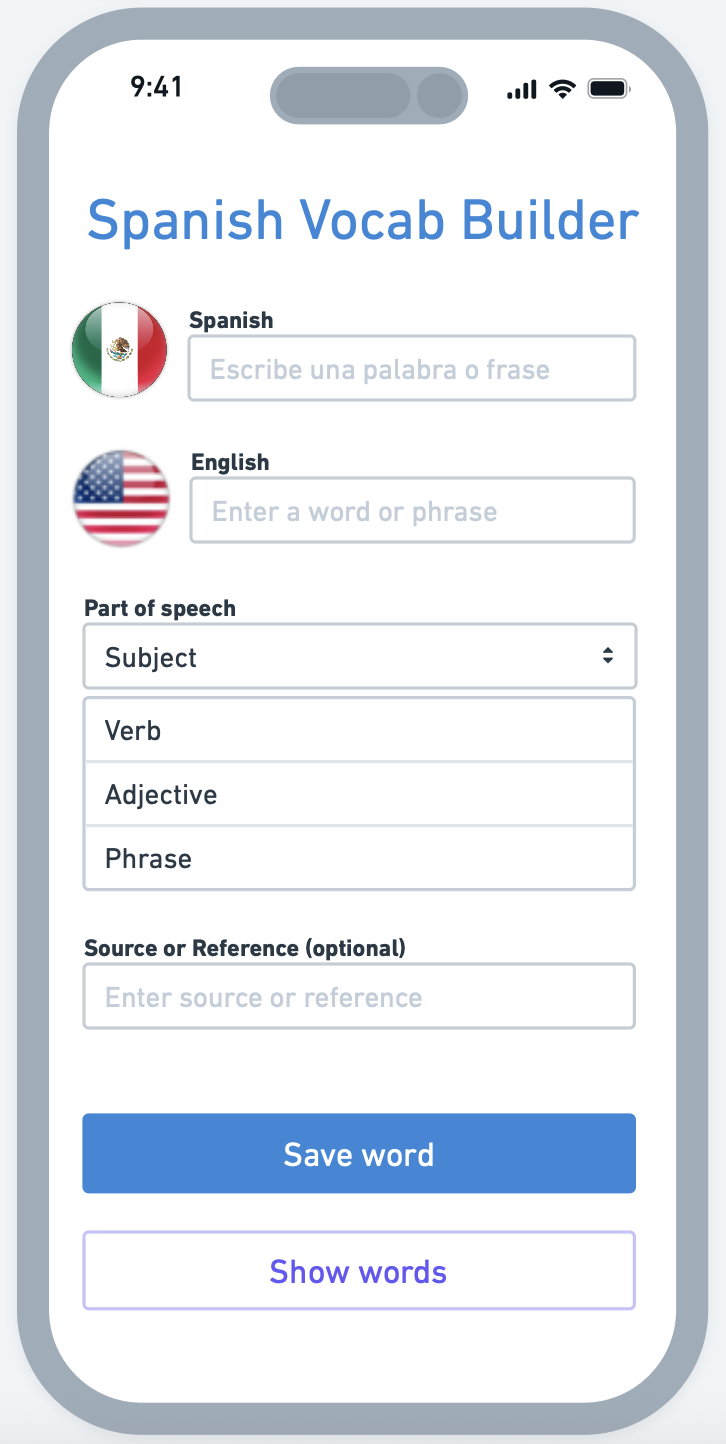 9:41
Spanish Vocab Builder
Spanish
Escribe una palabra o frase
English
Enter a word or phrase
Part of speech
Subject
Verb
Adjective
Phrase
Source or Reference (optional)
Enter source or reference
Save word
Show words